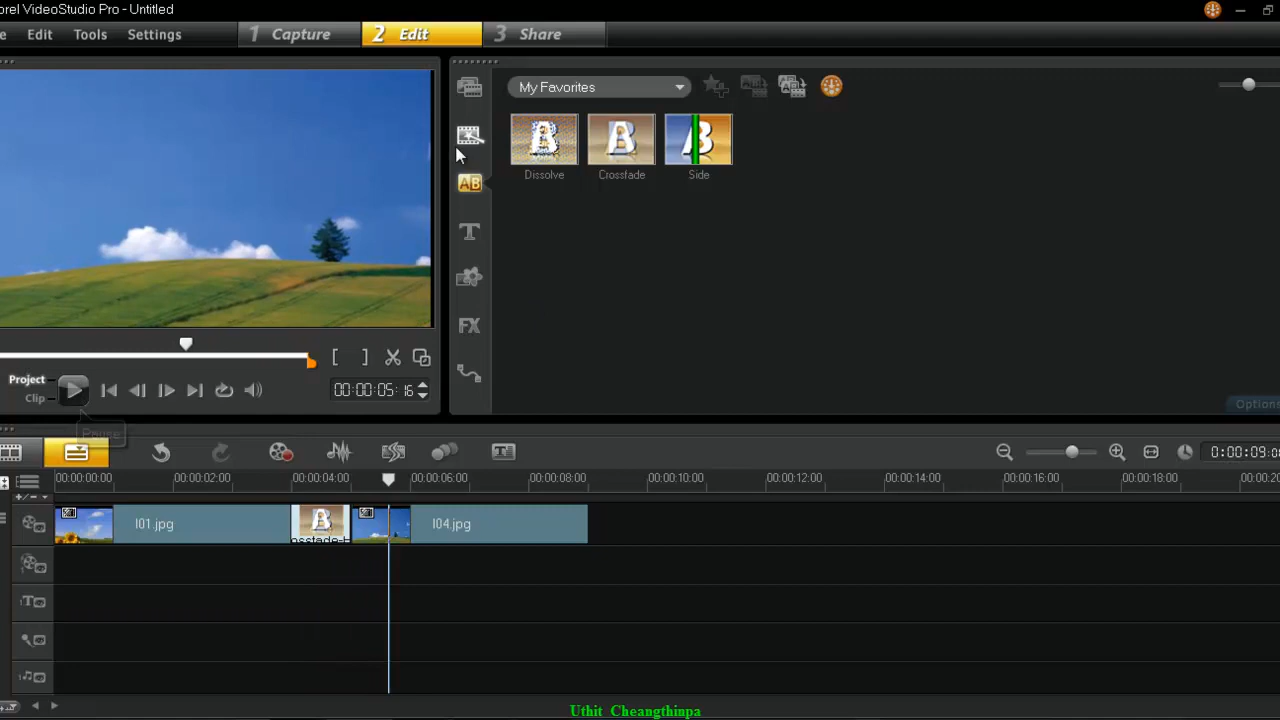 orel VideoStudio Pro - Untitled
e Edit Tools Settings 1 Capture 2 Edit 3 Share
My Favorites
Dissolve Crossfade Side
Project
Clip
00:00:05:16
Pause
Options
0:00:09:0
00:00:00:00 00:00:02:00 00:00:04:00 00:00:06:00 00:00:08:00 00:00:10:00 00:00:12:00 00:00:14:00 00:00:16:00 00:00:18:00 00:00:20
I01.jpg I04.jpg
Uthit Cheangthinpa